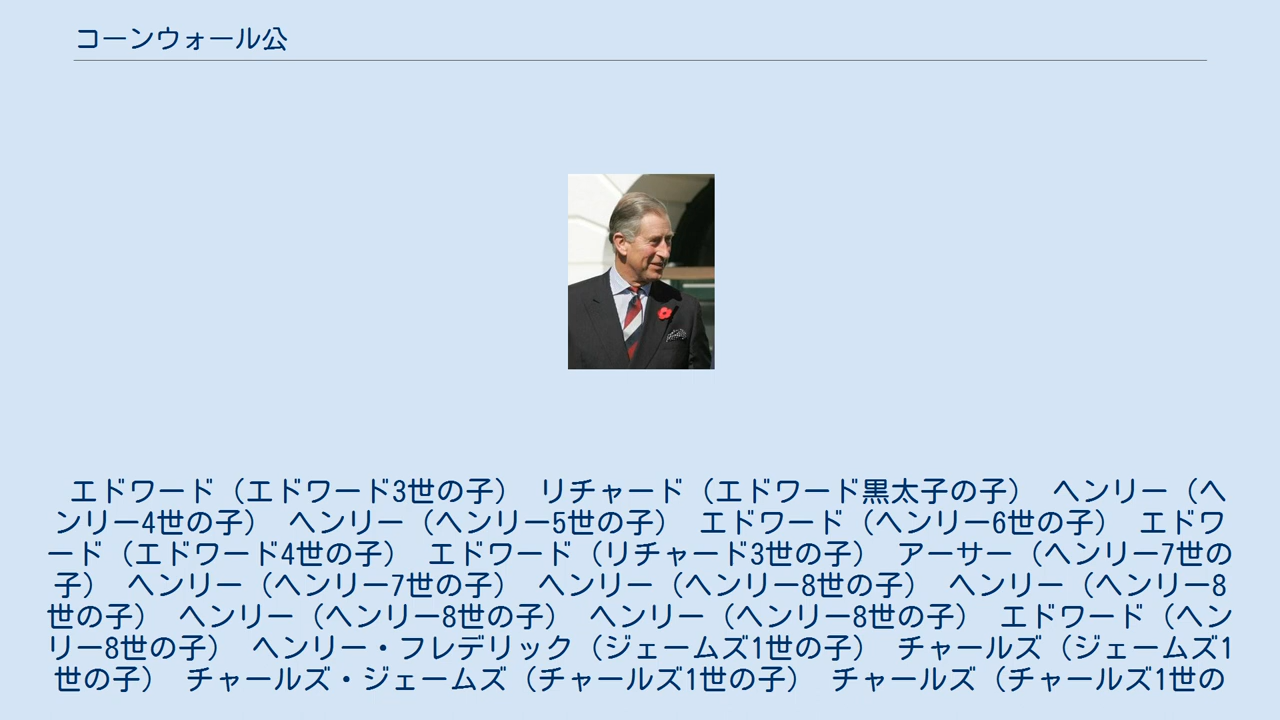 コーンウォール公
エドワード（エドワード3世の子）　リチャード（エドワード黒太子の子）　ヘンリー（ヘ
ンリー4世の子）　ヘンリー（ヘンリー5世の子）　エドワード（ヘンリー6世の子）　エドワ
ード（エドワード4世の子）　エドワード（リチャード3世の子）　アーサー（ヘンリー7世の
子）　ヘンリー（ヘンリー7世の子）　ヘンリー（ヘンリー8世の子）　ヘンリー（ヘンリー8
世の子）　ヘンリー（ヘンリー8世の子）　ヘンリー（ヘンリー8世の子）　エドワード（ヘン
リー8世の子）　ヘンリー・フレデリック（ジェームズ1世の子）　チャールズ（ジェームズ1
世の子）　チャールズ・ジェームズ（チャールズ1世の子）　チャールズ（チャールズ1世の